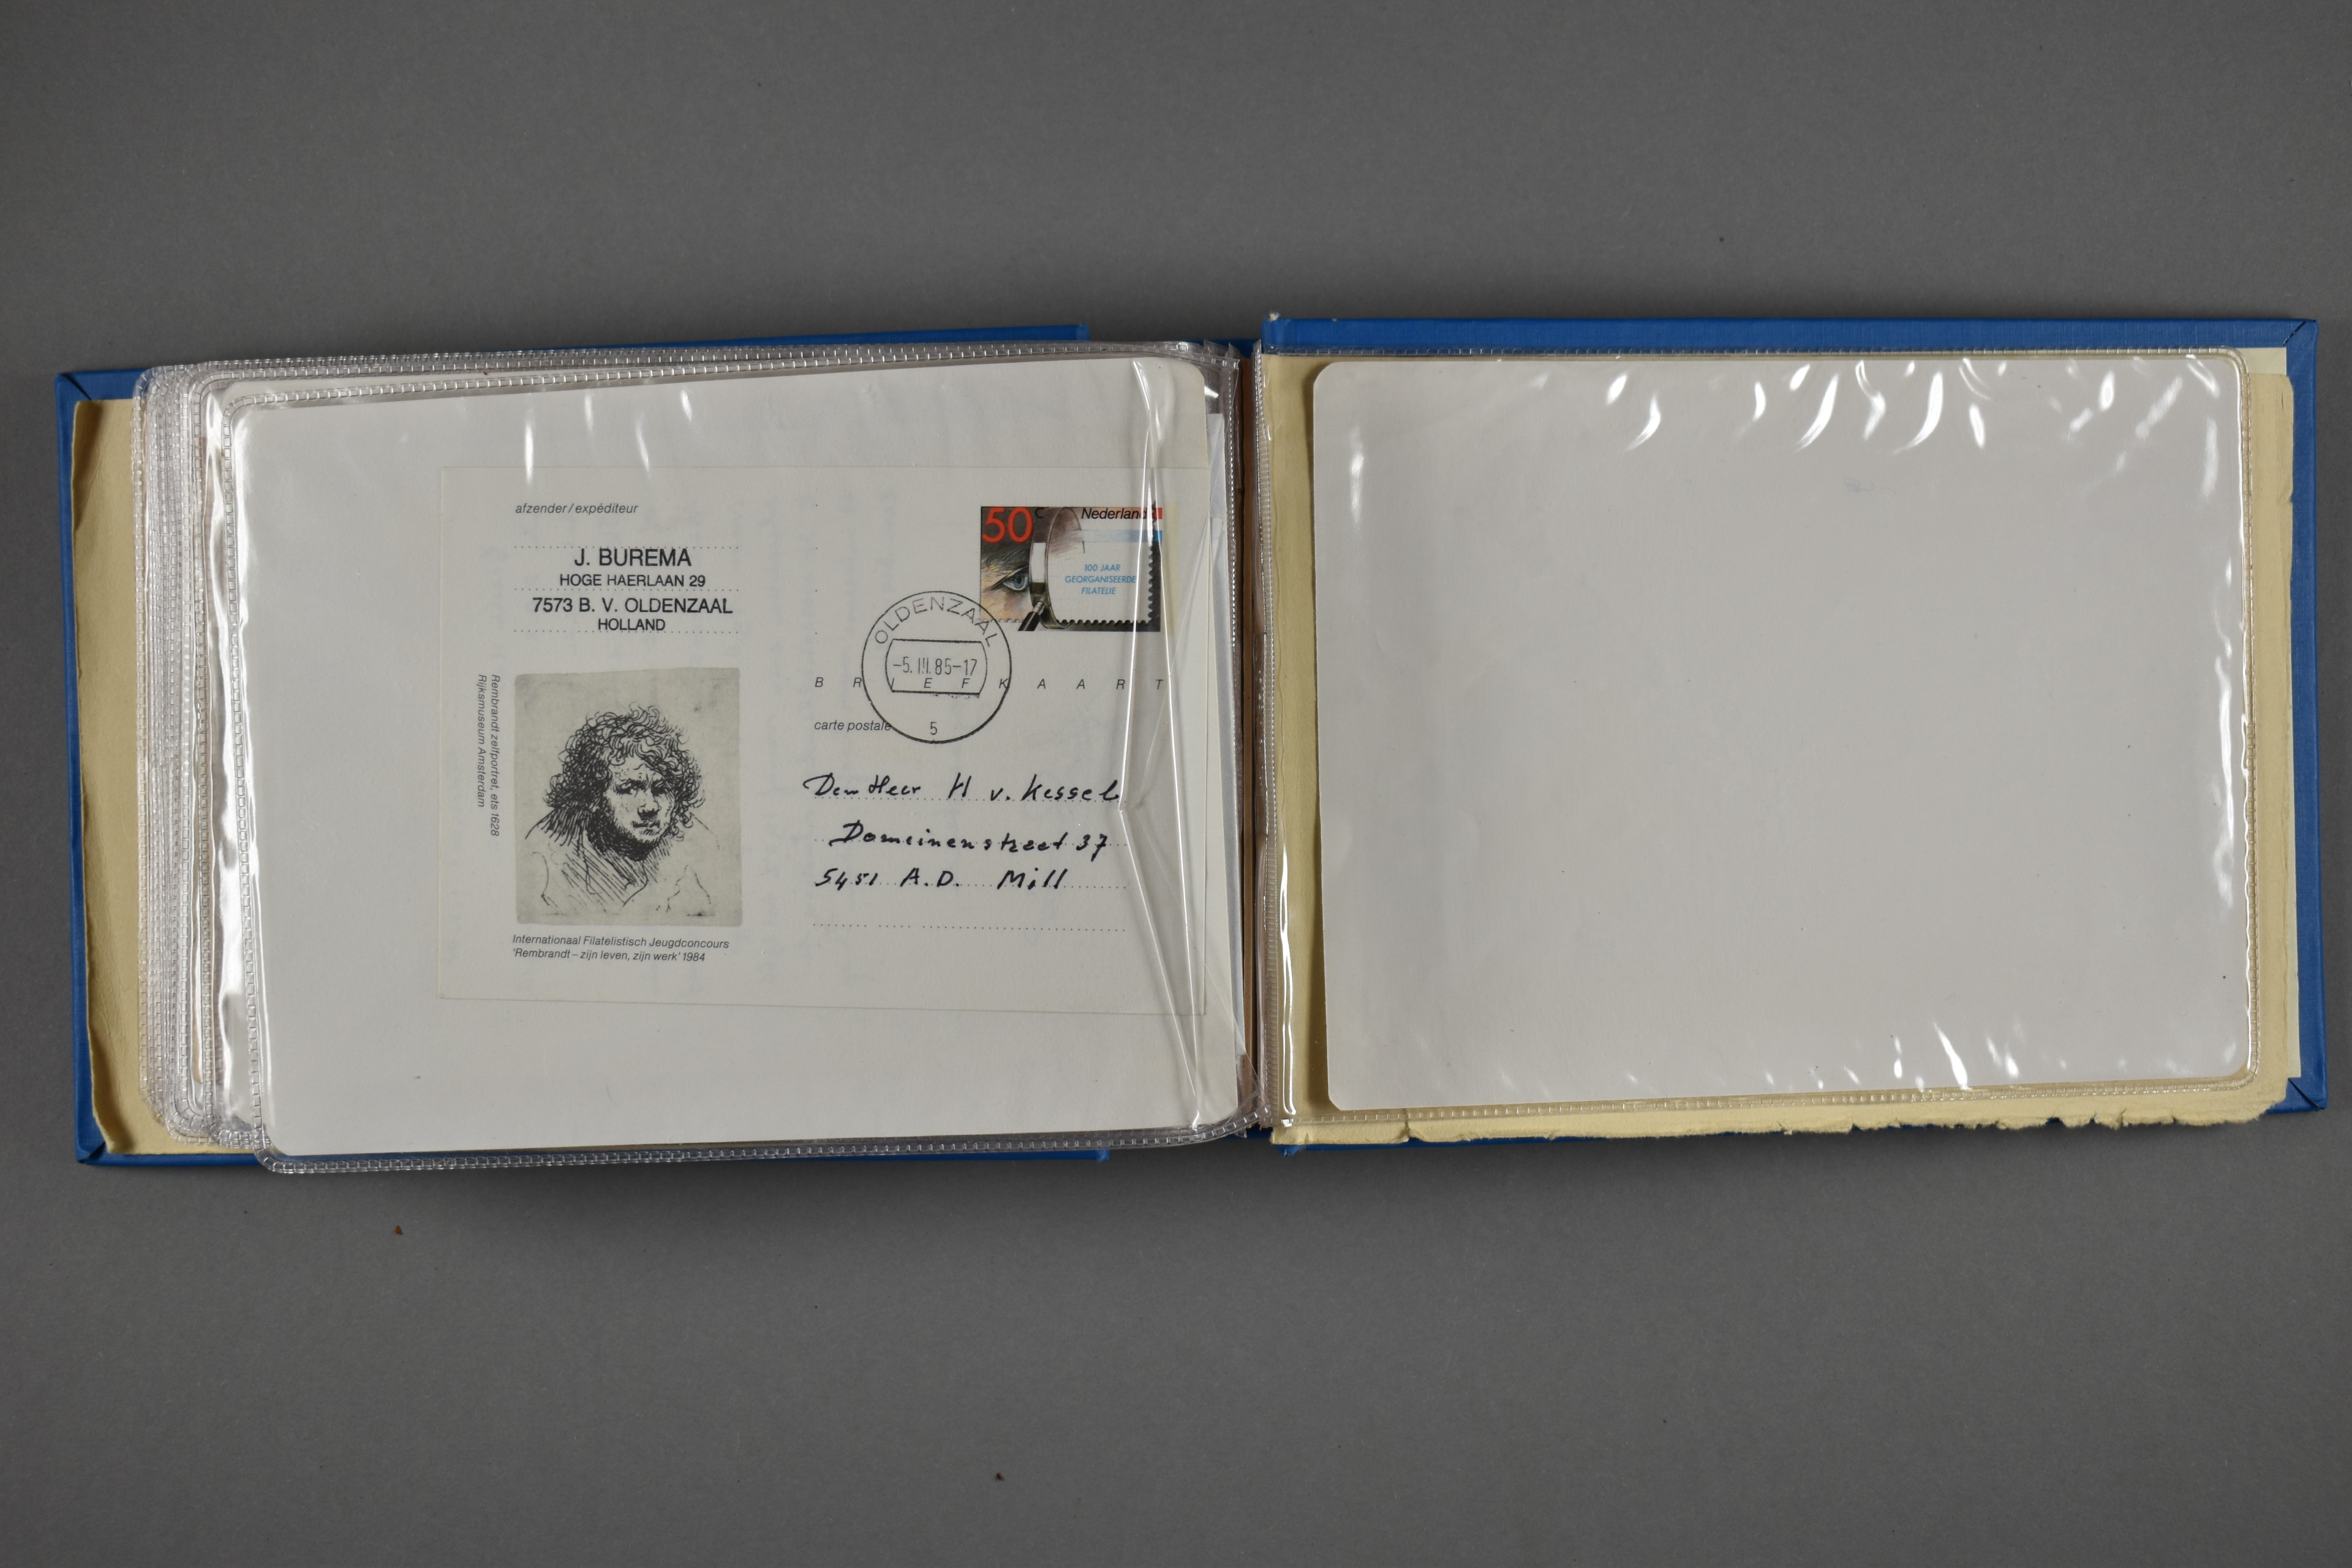 afzender / expéditeur
J. BUREMA
HOGE HAERLAAN 29
7573 B. V. OLDENZAAL
HOLLAND
Rembrandt zelfportret, ets 1628
Rijksmuseum Amsterdam
Internationaal Filatelistisch Jeugdconcours
'Rembrandt – zijn leven, zijn werk' 1984
50 c Nederland
100 JAAR
GEORGANISEERDE
FILATELIE
OLDENZAAL
-5.III.85-17
5
BRIEFKAART
carte postale
Den Heer H v. Kessel
Domeinenstreet 37
5451 A.D. Mill